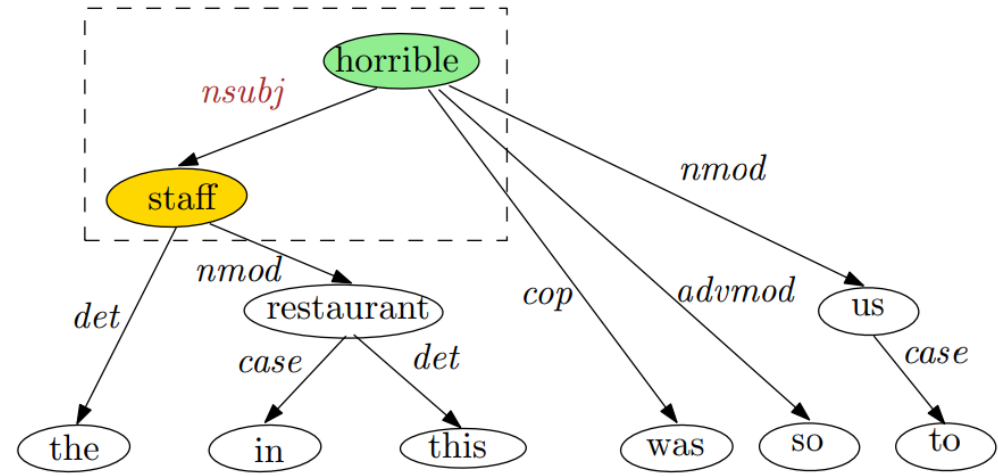 horrible
nsubj
nmod
staff
nmod
cop
advmod
us
restaurant
det
case
det
case
the
in
this
was
so
to